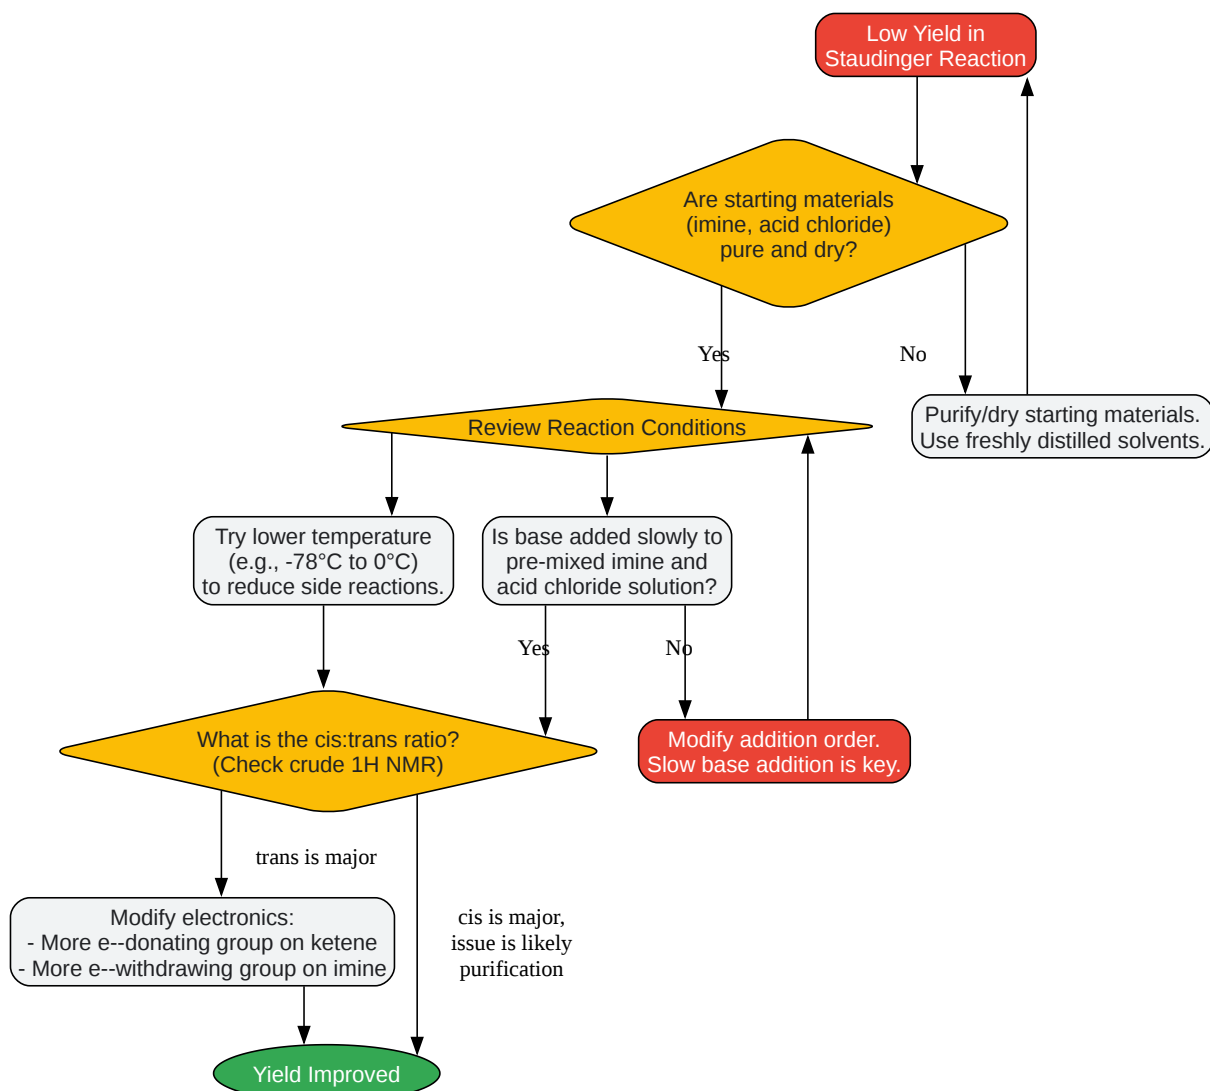 Low Yield in
Staudinger Reaction
Are starting materials
(imine, acid chloride)
pure and dry?
Yes
No
Purify/dry starting materials.
Use freshly distilled solvents.
Review Reaction Conditions
Try lower temperature
(e.g., -78°C to 0°C)
to reduce side reactions.
Is base added slowly to
pre-mixed imine and
acid chloride solution?
Yes
No
What is the cis:trans ratio?
(Check crude 1H NMR)
Modify addition order.
Slow base addition is key.
trans is major
cis is major,
issue is likely
purification
Modify electronics:
- More e--donating group on ketene
- More e--withdrawing group on imine
Yield Improved